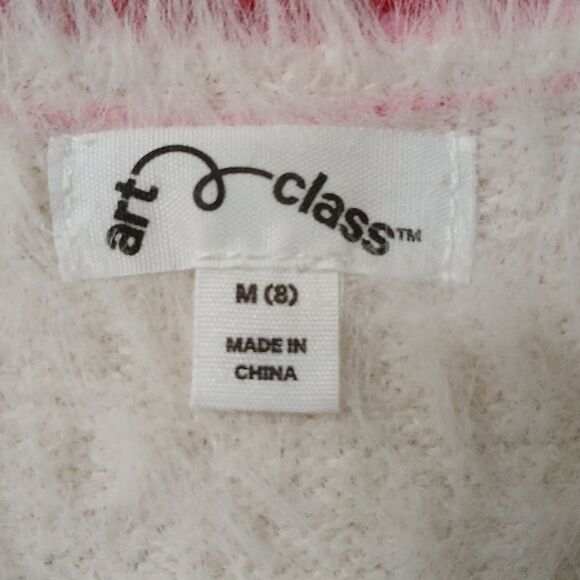 art class™
M (8)
MADE IN
CHINA